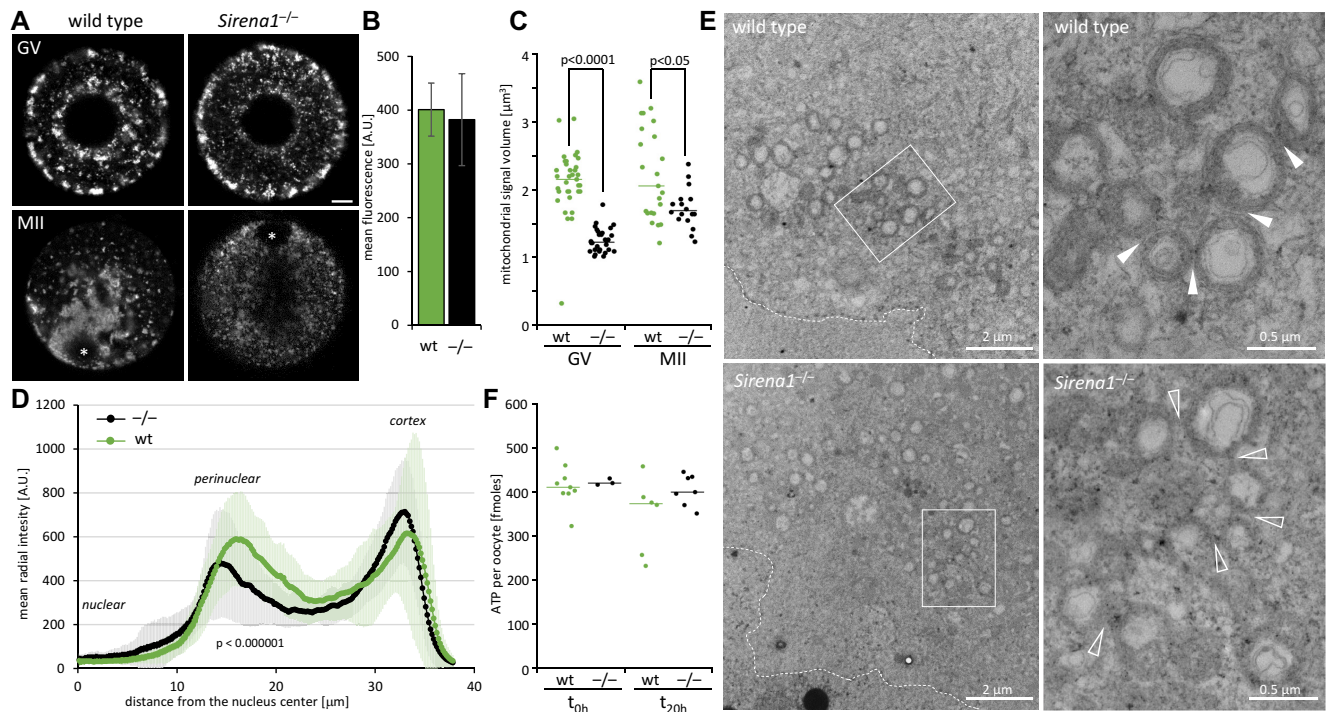 A
wild type
Sirena1–/–
GV
MII
*
*
B
500
400
300
200
100
0
mean fluorescence [A.U.]
wt
–/–
C
4
3
2
1
0
mitochondrial signal volume [μm³]
p<0.0001
p<0.05
wt –/– wt –/–
GV MII
D
1200
1000
800
600
400
200
0
mean radial intesity [A.U.]
–/–
wt
nuclear
perinuclear
cortex
p < 0.000001
0 10 20 30 40
distance from the nucleus center [μm]
F
600
500
400
300
200
100
0
ATP per oocyte [fmoles]
wt –/– wt –/–
t0h t20h
E
wild type
2 μm
wild type
0.5 μm
Sirena1–/–
2 μm
Sirena1–/–
0.5 μm